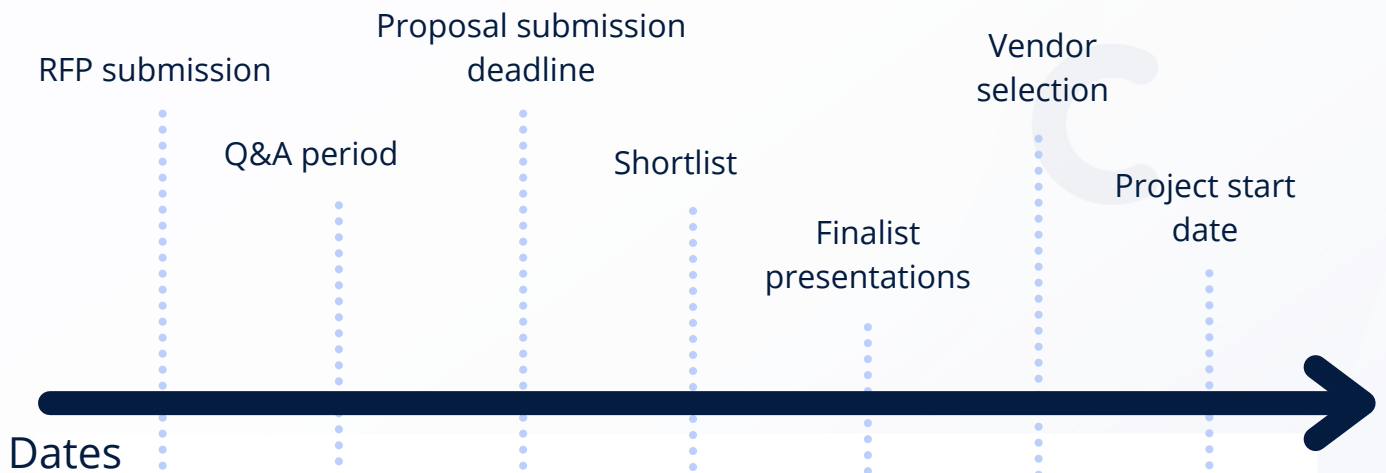 RFP submission
Q&A period
Proposal submission
deadline
Shortlist
Finalist
presentations
Vendor
selection
Project start
date
Dates